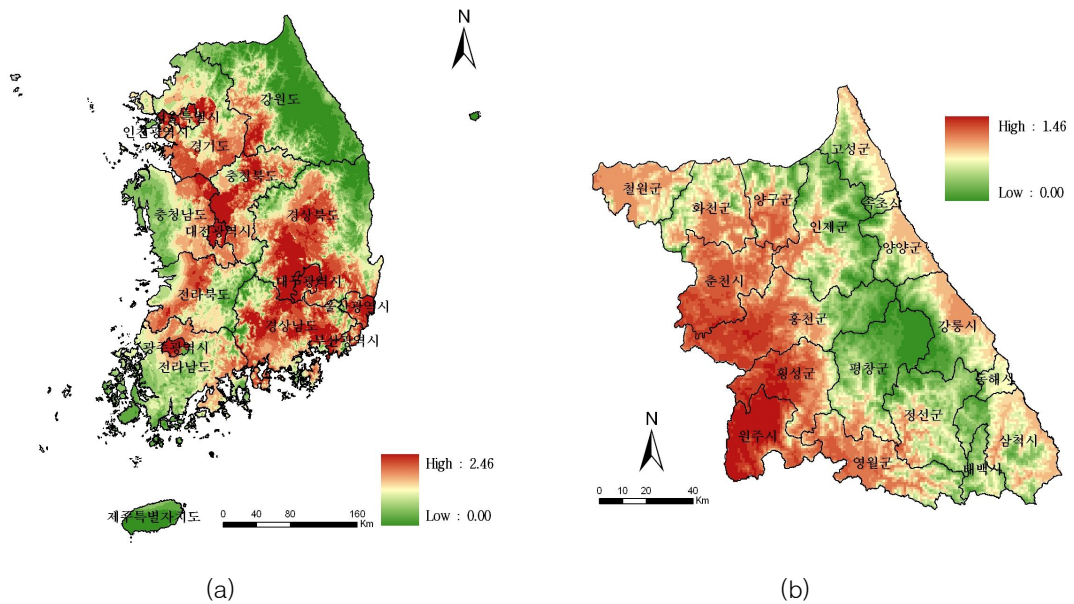 N
강원도
서울특별시
인천광역시
경기도
충청북도
충청남도
대전광역시
경상북도
전라북도
대구광역시
울산광역시
경상남도
부산광역시
광주광역시
전라남도
제주특별자치도
High : 2.46
Low : 0.00
0 40 80 160
Km
(a)
N
고성군
철원군
화천군
양구군
인제군
속초시
양양군
춘천시
홍천군
강릉시
횡성군
평창군
동해시
원주시
정선군
삼척시
영월군
태백시
High : 1.46
Low : 0.00
0 10 20 40
Km
(b)